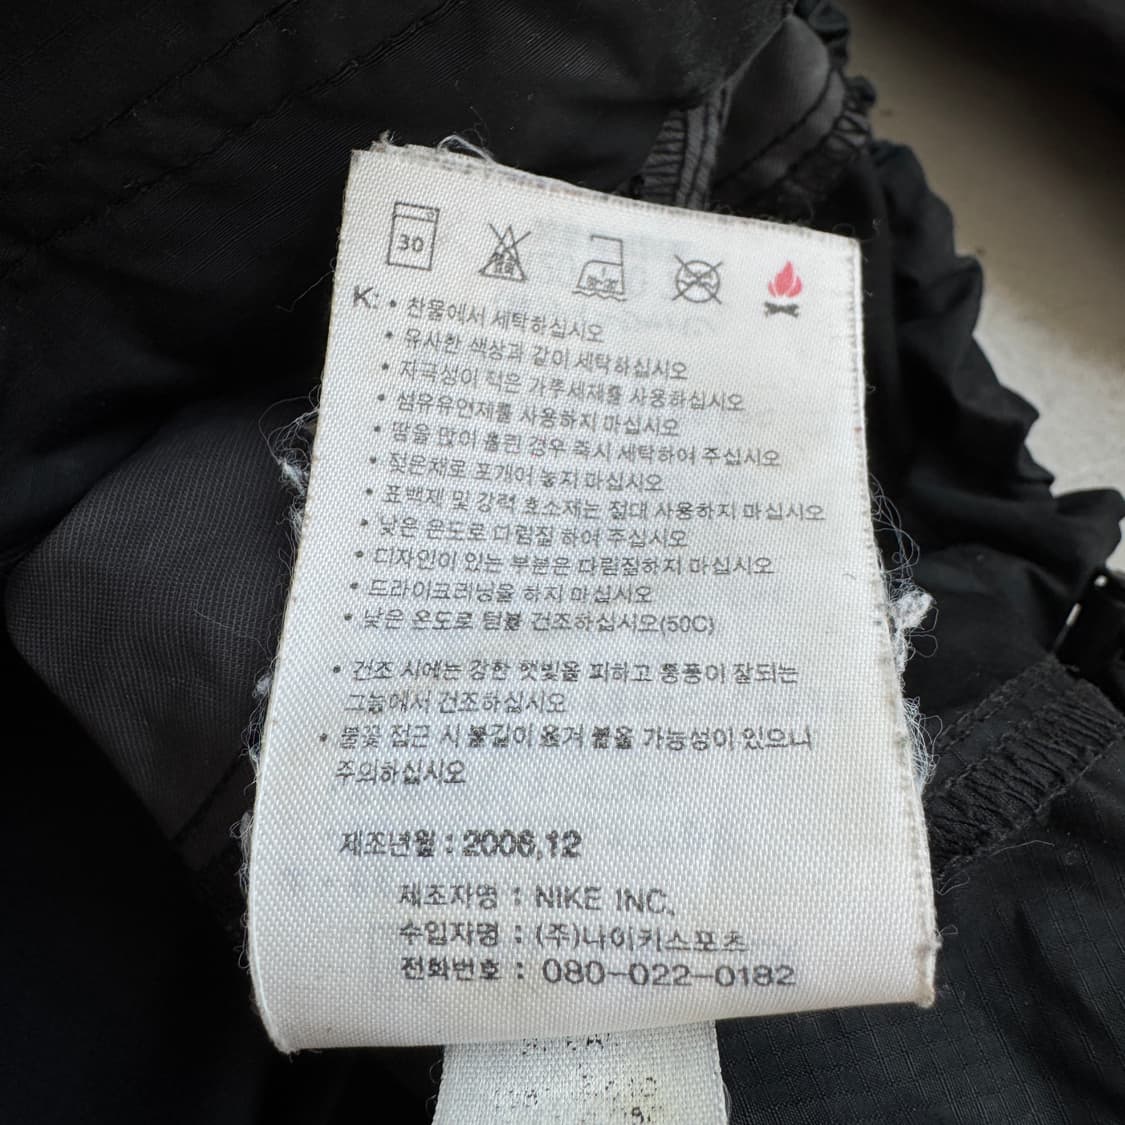 30
K: • 찬물에서 세탁하십시오
• 유사한 색상과 같이 세탁하십시오
• 자극성이 적은 가루세제를 사용하십시오
• 섬유유연제를 사용하지 마십시오
• 땀을 많이 흘린 경우 즉시 세탁하여 주십시오
• 젖은재로 포개어 놓지 마십시오
• 표백제 및 강력 효소제는 절대 사용하지 마십시오
• 낮은 온도로 다림질 하여 주십시오
• 디자인이 있는 부분은 다림질하지 마십시오
• 드라이크리닝을 하지 마십시오
• 낮은 온도로 텀블 건조하십시오(50C)
• 건조 시에는 강한 햇빛을 피하고 통풍이 잘되는
그늘에서 건조하십시오
• 불꽃 접근 시 불길이 옮겨 붙을 가능성이 있으니
주의하십시오
제조년월 : 2006,12
제조자명 : NIKE INC.
수입자명 : (주)나이키스포츠
전화번호 : 080-022-0182